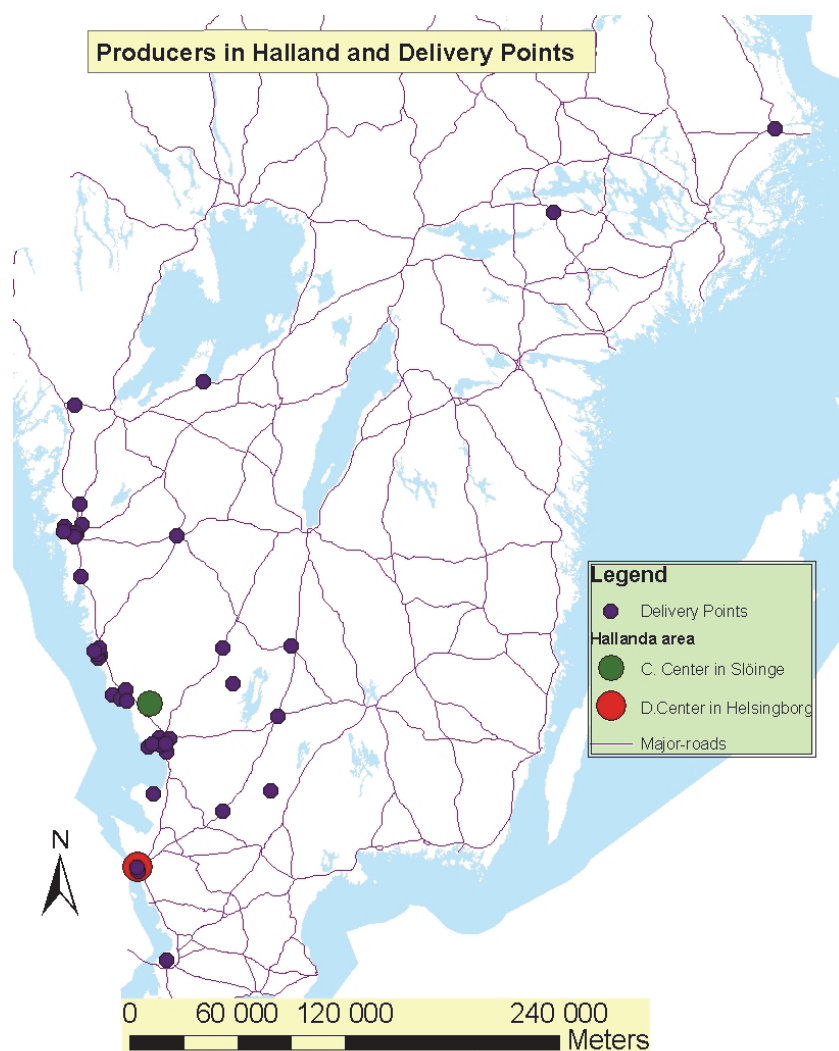 Producers in Halland and Delivery Points
Legend
Delivery Points
Hallanda area
C. Center in Slöinge
D.Center in Helsingborg
Major-roads
N
0 60 000 120 000 240 000
Meters